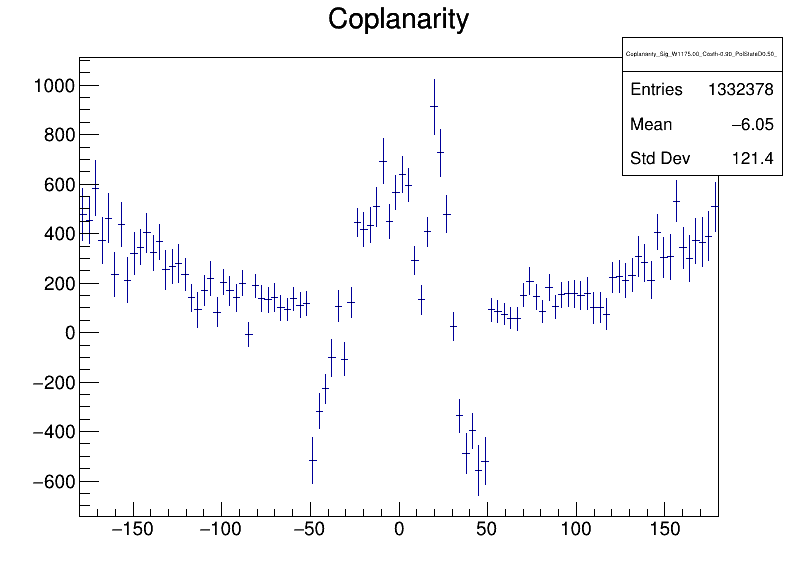 Coplanarity
Coplanarity_Sig_W1175.00_Costh-0.90_PolStateD0.50_
Entries 1332378
Mean −6.05
Std Dev 121.4
1000
800
600
400
200
0
−200
−400
−600
−150 −100 −50 0 50 100 150